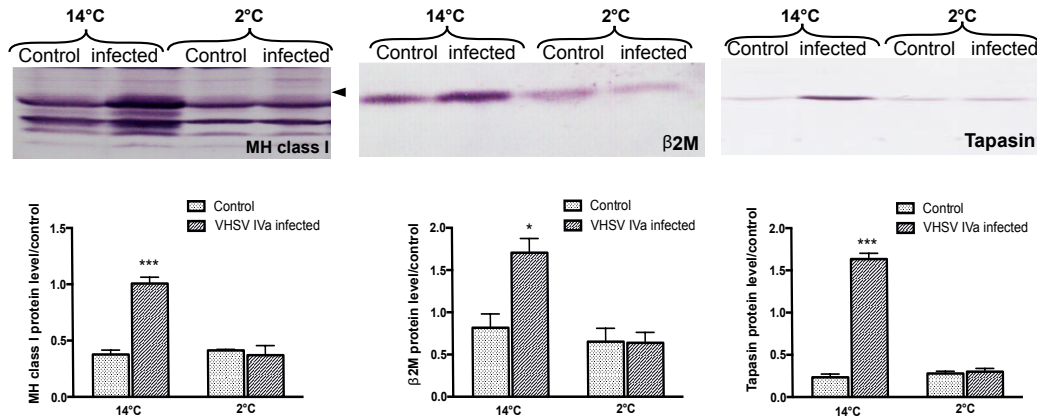 14°C 2°C
Control infected Control infected
MH class I
14°C 2°C
Control infected Control infected
β2M
14°C 2°C
Control infected Control infected
Tapasin
Control
VHSV IVa infected
MH class I protein level/control
1.5
1.0
0.5
0.0
***
14°C 2°C
Control
VHSV IVa infected
β2M protein level/control
2.0
1.5
1.0
0.5
0.0
*
14°C 2°C
Control
VHSV IVa infected
Tapasin protein level/control
2.0
1.5
1.0
0.5
0.0
***
14°C 2°C